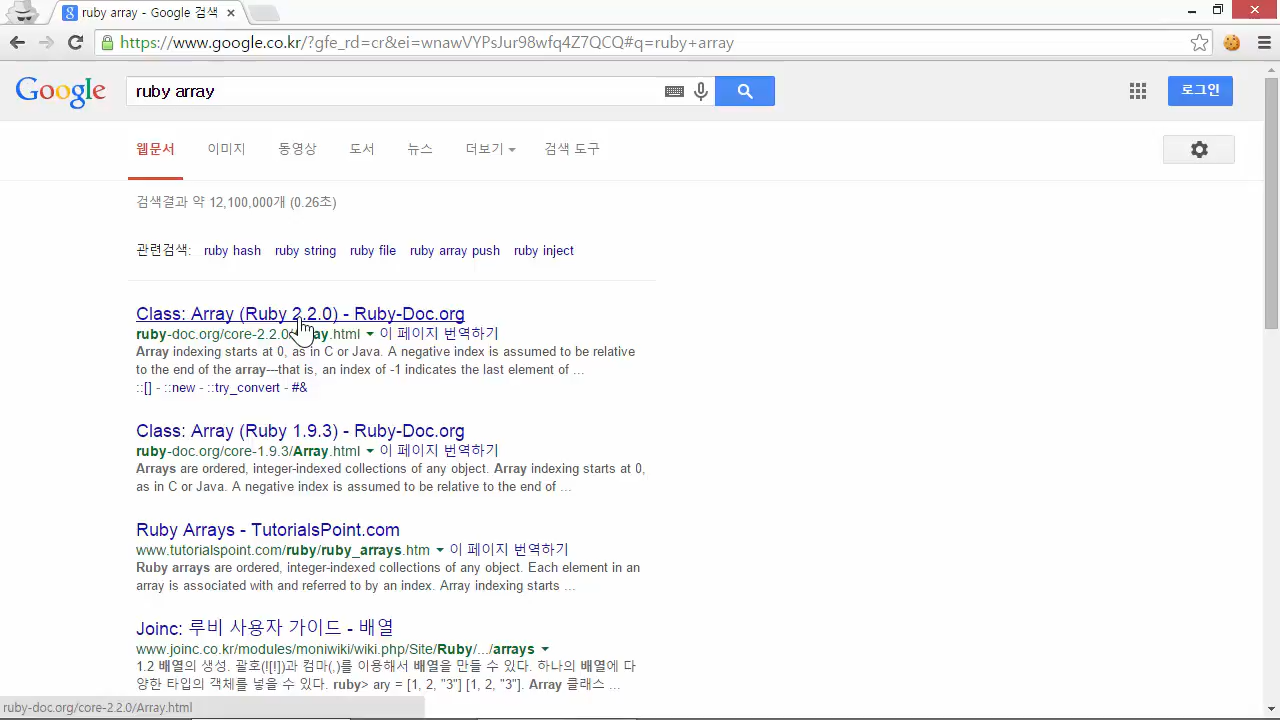 ruby array - Google 검색
https://www.google.co.kr/?gfe_rd=cr&ei=wnawVYPsJur98wfq4Z7QCQ#q=ruby+array
Google
ruby array
로그인
웹문서 이미지 동영상 도서 뉴스 더보기 검색 도구
검색결과 약 12,100,000개 (0.26초)
관련검색: ruby hash ruby string ruby file ruby array push ruby inject
Class: Array (Ruby 2.2.0) - Ruby-Doc.org
ruby-doc.org/core-2.2.0/Array.html 이 페이지 번역하기
Array indexing starts at 0, as in C or Java. A negative index is assumed to be relative
to the end of the array---that is, an index of -1 indicates the last element of ...
::[] - ::new - ::try_convert - #&
Class: Array (Ruby 1.9.3) - Ruby-Doc.org
ruby-doc.org/core-1.9.3/Array.html 이 페이지 번역하기
Arrays are ordered, integer-indexed collections of any object. Array indexing starts at 0,
as in C or Java. A negative index is assumed to be relative to the end of ...
Ruby Arrays - TutorialsPoint.com
www.tutorialspoint.com/ruby/ruby_arrays.htm 이 페이지 번역하기
Ruby arrays are ordered, integer-indexed collections of any object. Each element in an
array is associated with and referred to by an index. Array indexing starts ...
Joinc: 루비 사용자 가이드 - 배열
www.joinc.co.kr/modules/moniwiki/wiki.php/Site/Ruby/.../arrays
1.2 배열의 생성. 괄호(![!])과 컴마(,)를 이용해서 배열을 만들 수 있다. 하나의 배열에 다
양한 타입의 객체를 넣을 수 있다. ruby> ary = [1, 2, "3"] [1, 2, "3"]. Array 클래스 ...
ruby-doc.org/core-2.2.0/Array.html